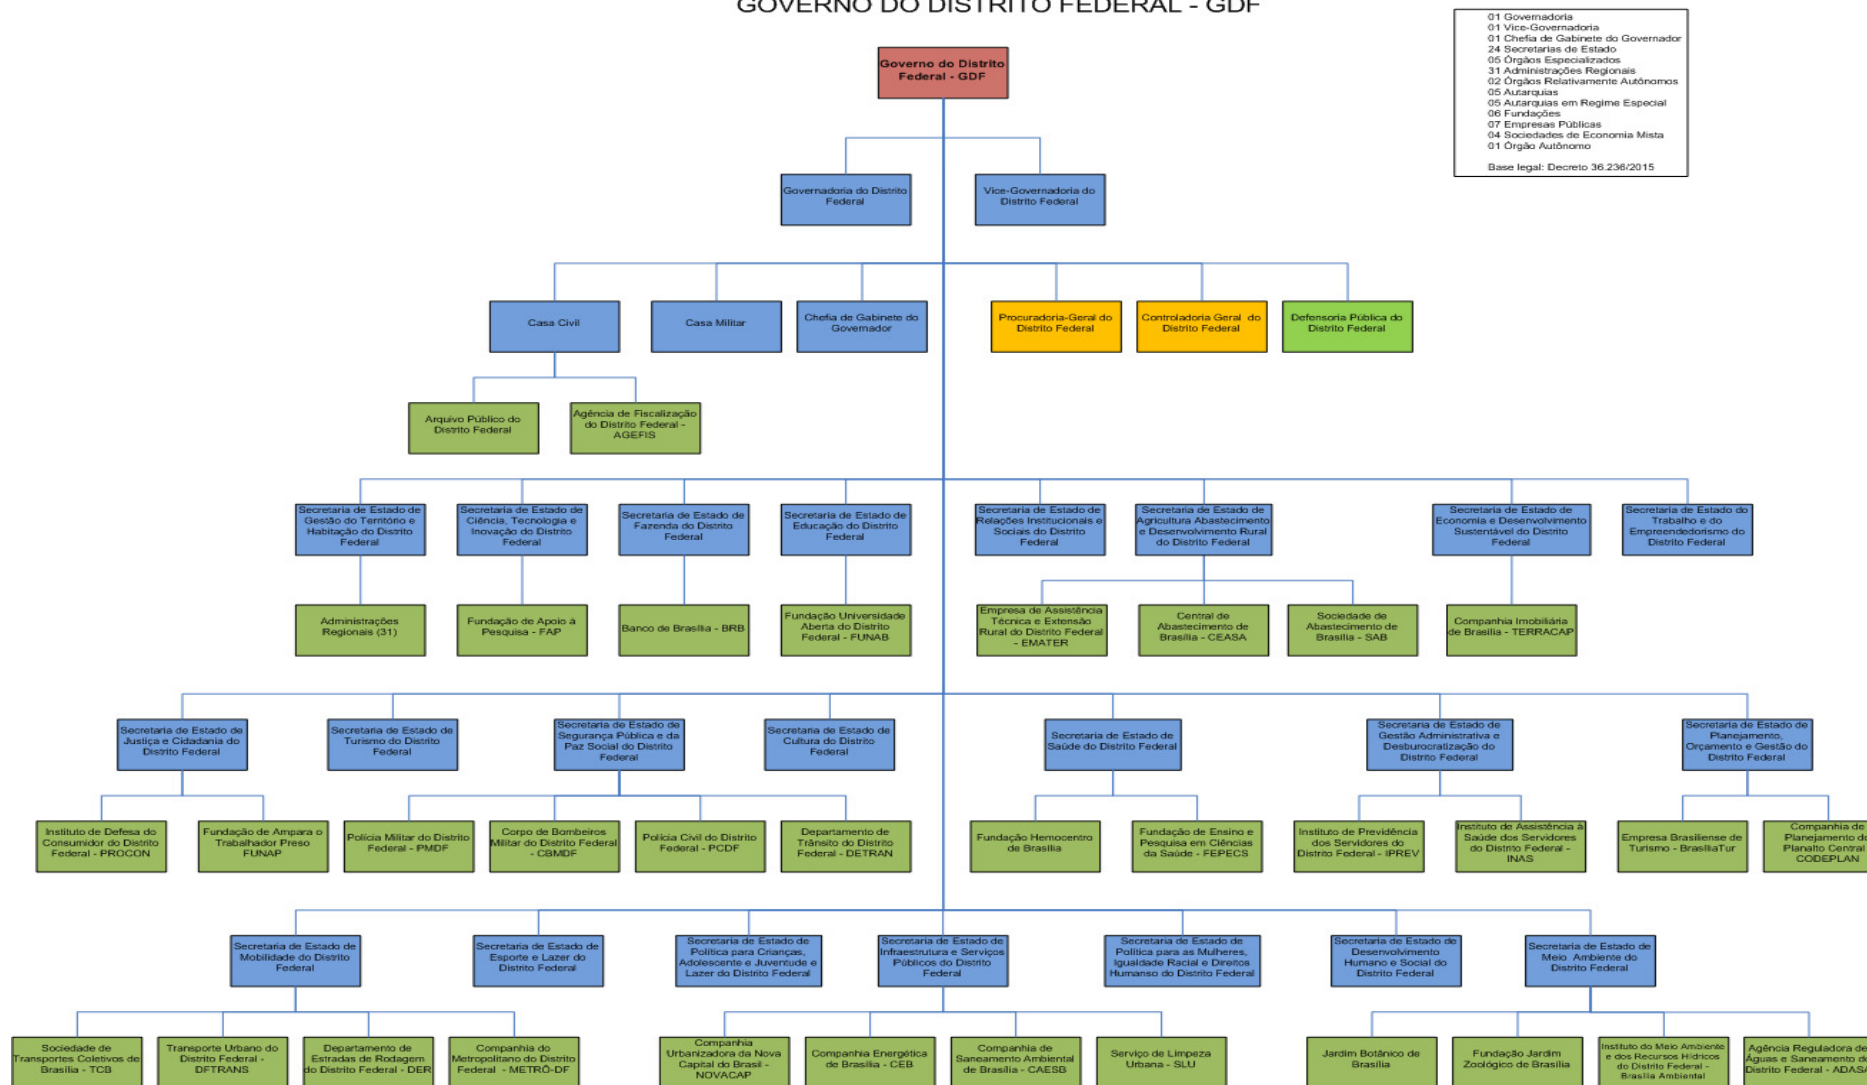 GOVERNO DO DISTRITO FEDERAL - GDF
01 Governadoria
01 Vice-Governadoria
01 Chefia de Gabinete do Governador
24 Secretarias de Estado
05 Órgãos Especializados
31 Administrações Regionais
02 Órgãos Relativamente Autônomos
05 Autarquias
05 Autarquias em Regime Especial
06 Fundações
07 Empresas Públicas
04 Sociedades de Economia Mista
01 Órgão Autônomo
Base legal: Decreto 36.236/2015
Governo do Distrito
Federal - GDF
Governadoria do Distrito
Federal
Vice-Governadoria do
Distrito Federal
Casa Civil
Casa Militar
Chefia de Gabinete do
Governador
Procuradoria-Geral do
Distrito Federal
Controladoria Geral do
Distrito Federal
Defensoria Pública do
Distrito Federal
Arquivo Público do
Distrito Federal
Agência de Fiscalização
do Distrito Federal -
AGEFIS
Secretaria de Estado de
Gestão do Território e
Habitação do Distrito
Federal
Secretaria de Estado de
Ciência, Tecnologia e
Inovação do Distrito
Federal
Secretaria de Estado de
Fazenda do Distrito
Federal
Secretaria de Estado de
Educação do Distrito
Federal
Secretaria de Estado de
Relações Institucionais e
Sociais do Distrito
Federal
Secretaria de Estado de
Agricultura Abastecimento
e Desenvolvimento Rural
do Distrito Federal
Secretaria de Estado de
Economia e Desenvolvimento
Sustentável do Distrito
Federal
Secretaria de Estado do
Trabalho e do
Empreendedorismo do
Distrito Federal
Administrações
Regionais (31)
Fundação de Apoio à
Pesquisa - FAP
Banco de Brasília - BRB
Fundação Universidade
Aberta do Distrito
Federal - FUNAB
Empresa de Assistência
Técnica e Extensão
Rural do Distrito Federal
- EMATER
Central de
Abastecimento de
Brasília - CEASA
Sociedade de
Abastecimento de
Brasília - SAB
Companhia Imobiliária
de Brasília - TERRACAP
Secretaria de Estado de
Justiça e Cidadania do
Distrito Federal
Secretaria de Estado de
Turismo do Distrito
Federal
Secretaria de Estado de
Segurança Pública e da
Paz Social do Distrito
Federal
Secretaria de Estado de
Cultura do Distrito
Federal
Secretaria de Estado de
Saúde do Distrito Federal
Secretaria de Estado de
Gestão Administrativa e
Desburocratização do
Distrito Federal
Secretaria de Estado de
Planejamento,
Orçamento e Gestão do
Distrito Federal
Instituto de Defesa do
Consumidor do Distrito
Federal - PROCON
Fundação de Ampara o
Trabalhador Preso
FUNAP
Polícia Militar do Distrito
Federal - PMDF
Corpo de Bombeiros
Militar do Distrito Federal
- CBMDF
Polícia Civil do Distrito
Federal - PCDF
Departamento de
Trânsito do Distrito
Federal - DETRAN
Fundação Hemocentro
de Brasília
Fundação de Ensino e
Pesquisa em Ciências
da Saúde - FEPECS
Instituto de Previdência
dos Servidores do
Distrito Federal - IPREV
Instituto de Assistência à
Saúde dos Servidores
do Distrito Federal -
INAS
Empresa Brasiliense de
Turismo - BrasíliaTur
Companhia de
Planejamento do
Planalto Central
CODEPLAN
Secretaria de Estado de
Mobilidade do Distrito
Federal
Secretaria de Estado de
Esporte e Lazer do
Distrito Federal
Secretaria de Estado de
Política para Crianças,
Adolescente e Juventude e
Lazer do Distrito Federal
Secretaria de Estado de
Infraestrutura e Serviços
Públicos do Distrito
Federal
Secretaria de Estado de
Política para as Mulheres,
Igualdade Racial e Direitos
Humanso do Distrito Federal
Secretaria de Estado de
Desenvolvimento
Humano e Social do
Distrito Federal
Secretaria de Estado de
Meio Ambiente do
Distrito Federal
Sociedade de
Transportes Coletivos de
Brasília - TCB
Transporte Urbano do
Distrito Federal -
DFTRANS
Departamento de
Estradas de Rodagem
do Distrito Federal - DER
Companhia do
Metropolitano do Distrito
Federal - METRÔ-DF
Companhia
Urbanizadora da Nova
Capital do Brasil -
NOVACAP
Companhia Energética
de Brasília - CEB
Companhia de
Saneamento Ambiental
de Brasília - CAESB
Serviço de Limpeza
Urbana - SLU
Jardim Botânico de
Brasília
Fundação Jardim
Zoológico de Brasília
Instituto do Meio Ambiente
e dos Recursos Hídricos
do Distrito Federal -
Brasília Ambiental
Agência Reguladora de
Águas e Saneamento do
Distrito Federal - ADASA